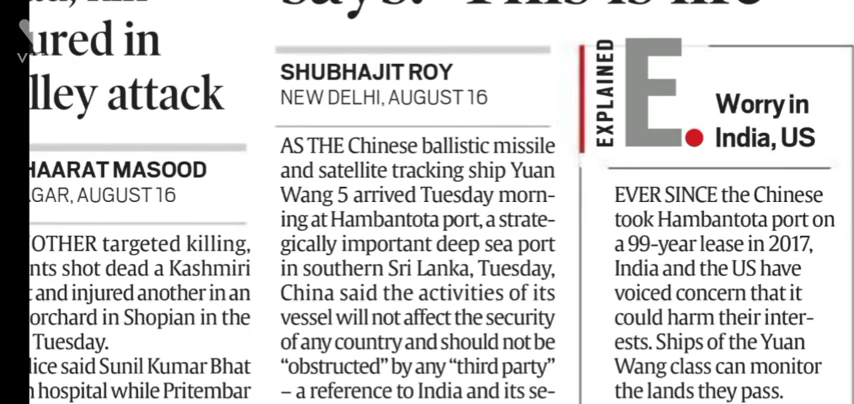 ured in
lley attack
HAARAT MASOOD
GAR, AUGUST 16
OTHER targeted killing,
nts shot dead a Kashmiri
t and injured another in an
orchard in Shopian in the
Tuesday.
lice said Sunil Kumar Bhat
n hospital while Pritembar
SHUBHAJIT ROY
NEW DELHI, AUGUST 16
AS THE Chinese ballistic missile
and satellite tracking ship Yuan
Wang 5 arrived Tuesday morn-
ing at Hambantota port, a strate-
gically important deep sea port
in southern Sri Lanka, Tuesday,
China said the activities of its
vessel will not affect the security
of any country and should not be
“obstructed” by any “third party”
– a reference to India and its se-
EXPLAINED
E.
Worry in
India, US
EVER SINCE the Chinese
took Hambantota port on
a 99-year lease in 2017,
India and the US have
voiced concern that it
could harm their inter-
ests. Ships of the Yuan
Wang class can monitor
the lands they pass.